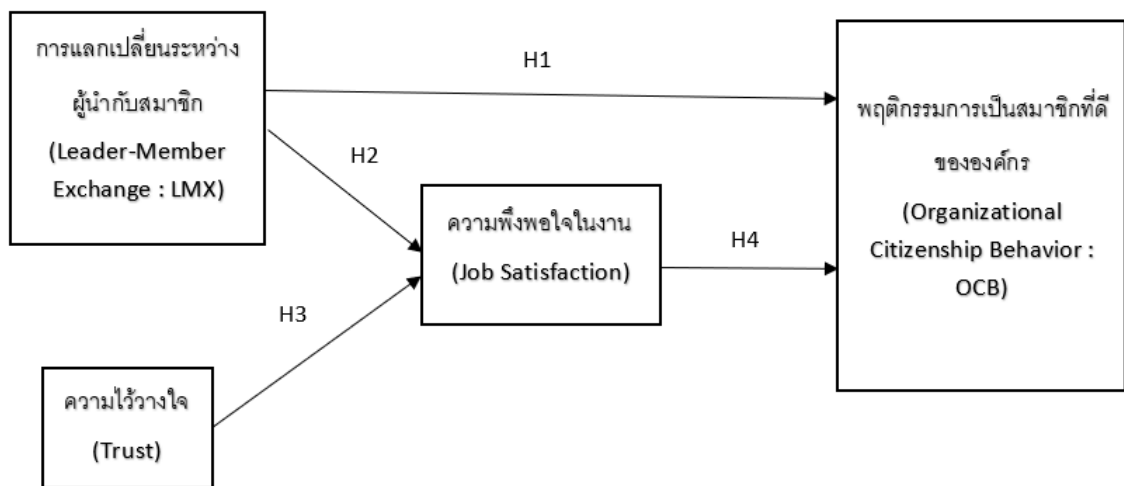 การแลกเปลี่ยนระหว่าง
ผู้นำกับสมาชิก
(Leader-Member
Exchange : LMX)
H1
พฤติกรรมการเป็นสมาชิกที่ดี
ขององค์กร
(Organizational
Citizenship Behavior :
OCB)
H2
ความพึงพอใจในงาน
(Job Satisfaction)
H4
H3
ความไว้วางใจ
(Trust)